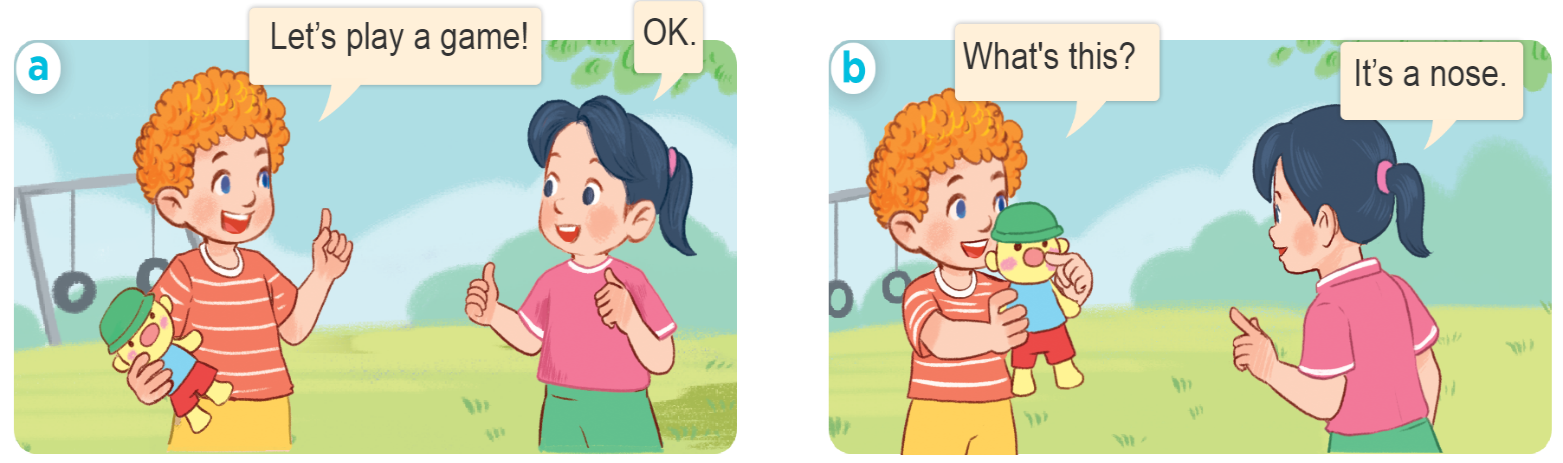 a
Let’s play a game!
OK.
b
What's this?
It’s a nose.